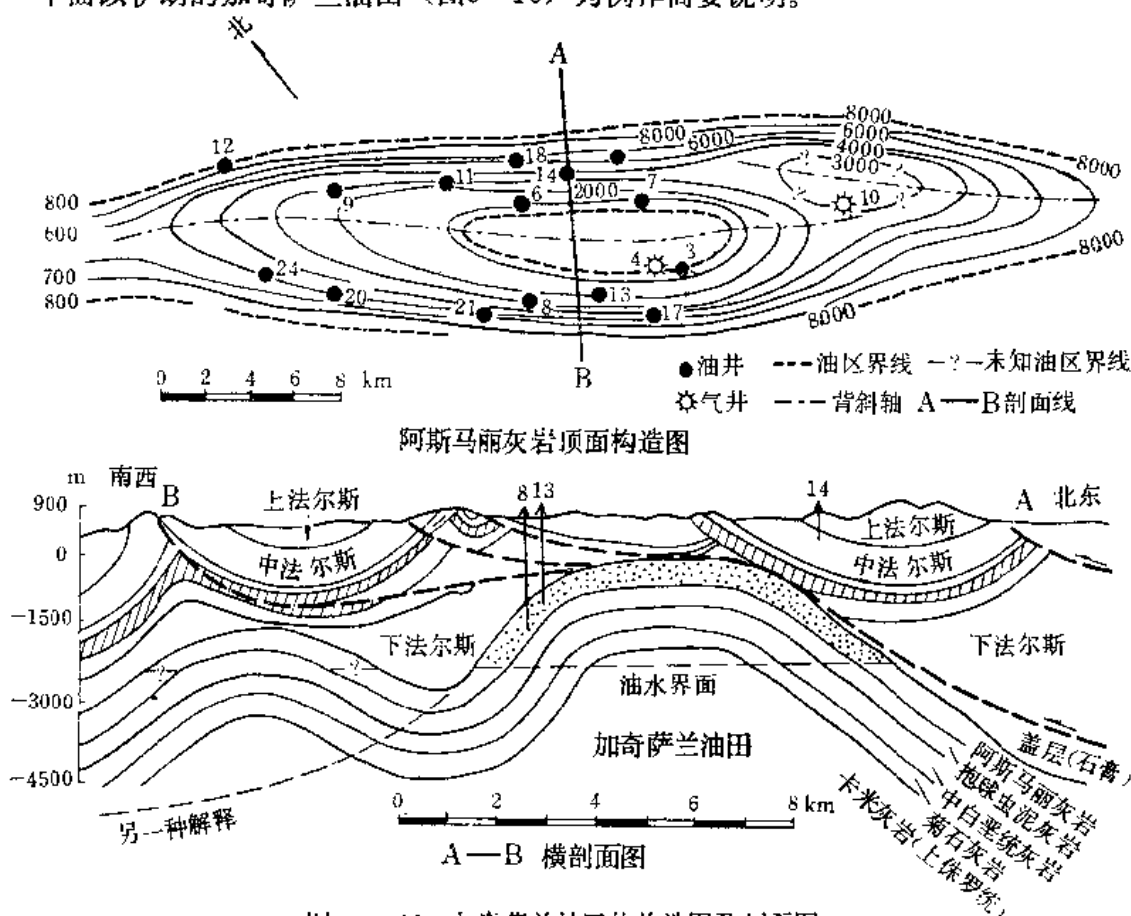 北
A
12
18
14
11
9
6
2000
7
8000
6000
8000
6000
4000
3000
10
8000
8000
8000
800
600
700
800
4
3
24
20
21
8
13
17
B
0 2 4 6 8 km
油井 油区界线 —?—未知油区界线
气井 背斜轴 A——B剖面线
阿斯马丽灰岩顶面构造图
m 南西 B 上法尔斯 8 13 14 上法尔斯 A 北东
900
0
-1500
-3000
-4500
中法尔斯 中法尔斯
下法尔斯 下法尔斯
油水界面
加奇萨兰油田
盖层(石膏)
阿斯马丽灰岩
抱球虫泥灰岩
中白垩统灰岩
菊石灰岩
卡米灰岩(上侏罗统)
另一种解释
0 2 4 6 8 km
A—B 横剖面图